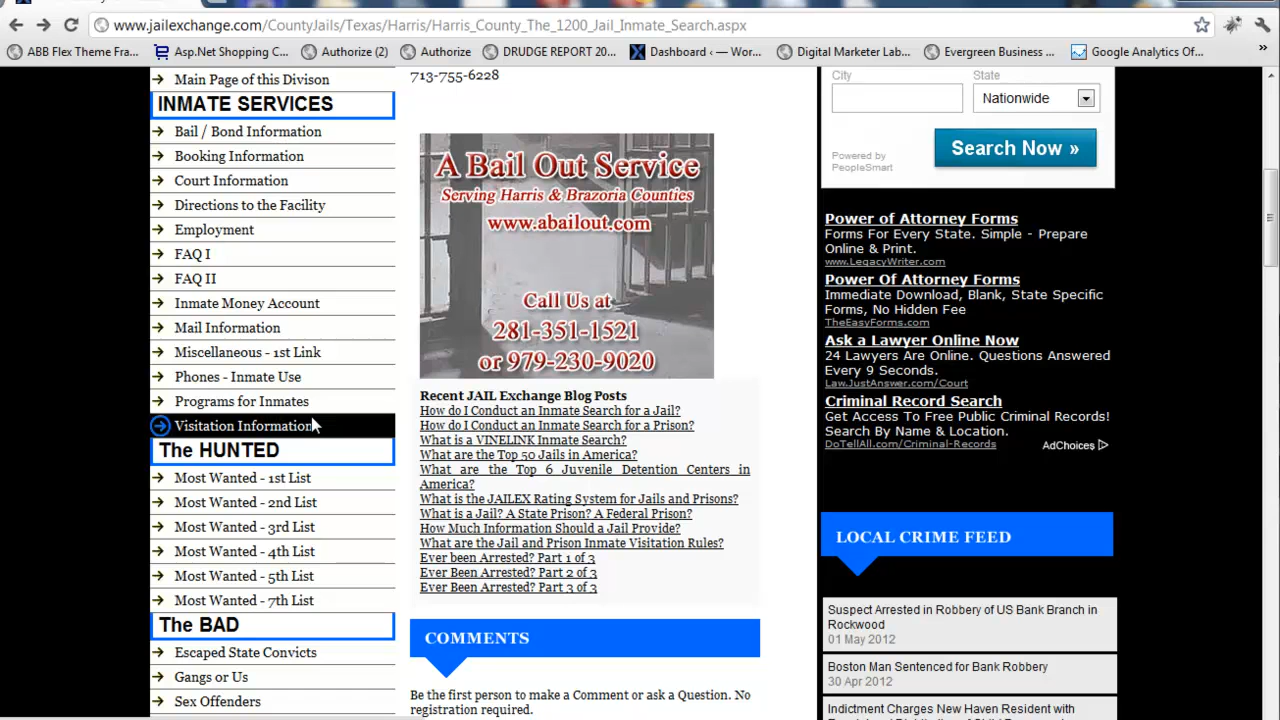 www.jailexchange.com/CountyJails/Texas/Harris/Harris_County_The_1200_Jail_Inmate_Search.aspx
ABB Flex Theme Fra...
Asp.Net Shopping C...
Authorize (2)
Authorize
DRUDGE REPORT 20...
Dashboard ‹ — Wor...
Digital Marketer Lab...
Evergreen Business ...
Google Analytics Of...
»
Main Page of this Divison
INMATE SERVICES
Bail / Bond Information
Booking Information
Court Information
Directions to the Facility
Employment
FAQ I
FAQ II
Inmate Money Account
Mail Information
Miscellaneous - 1st Link
Phones - Inmate Use
Programs for Inmates
Visitation Information
The HUNTED
Most Wanted - 1st List
Most Wanted - 2nd List
Most Wanted - 3rd List
Most Wanted - 4th List
Most Wanted - 5th List
Most Wanted - 7th List
The BAD
Escaped State Convicts
Gangs or Us
Sex Offenders
713-755-6228
A Bail Out Service
Serving Harris & Brazoria Counties
www.abailout.com
Call Us at
281-351-1521
or 979-230-9020
Recent JAIL Exchange Blog Posts
How do I Conduct an Inmate Search for a Jail?
How do I Conduct an Inmate Search for a Prison?
What is a VINELINK Inmate Search?
What are the Top 50 Jails in America?
What are the Top 6 Juvenile Detention Centers in
America?
What is the JAILEX Rating System for Jails and Prisons?
What is a Jail? A State Prison? A Federal Prison?
How Much Information Should a Jail Provide?
What are the Jail and Prison Inmate Visitation Rules?
Ever been Arrested? Part 1 of 3
Ever Been Arrested? Part 2 of 3
Ever Been Arrested? Part 3 of 3
COMMENTS
Be the first person to make a Comment or ask a Question. No
registration required.
City
State
Nationwide
Search Now »
Powered by
PeopleSmart
Power of Attorney Forms
Forms For Every State. Simple - Prepare
Online & Print.
www.LegacyWriter.com
Power Of Attorney Forms
Immediate Download, Blank, State Specific
Forms, No Hidden Fee
TheEasyForms.com
Ask a Lawyer Online Now
24 Lawyers Are Online. Questions Answered
Every 9 Seconds.
Law.JustAnswer.com/Court
Criminal Record Search
Get Access To Free Public Criminal Records!
Search By Name & Location.
DoTellAll.com/Criminal-Records
AdChoices
LOCAL CRIME FEED
Suspect Arrested in Robbery of US Bank Branch in
Rockwood
01 May 2012
Boston Man Sentenced for Bank Robbery
30 Apr 2012
Indictment Charges New Haven Resident with